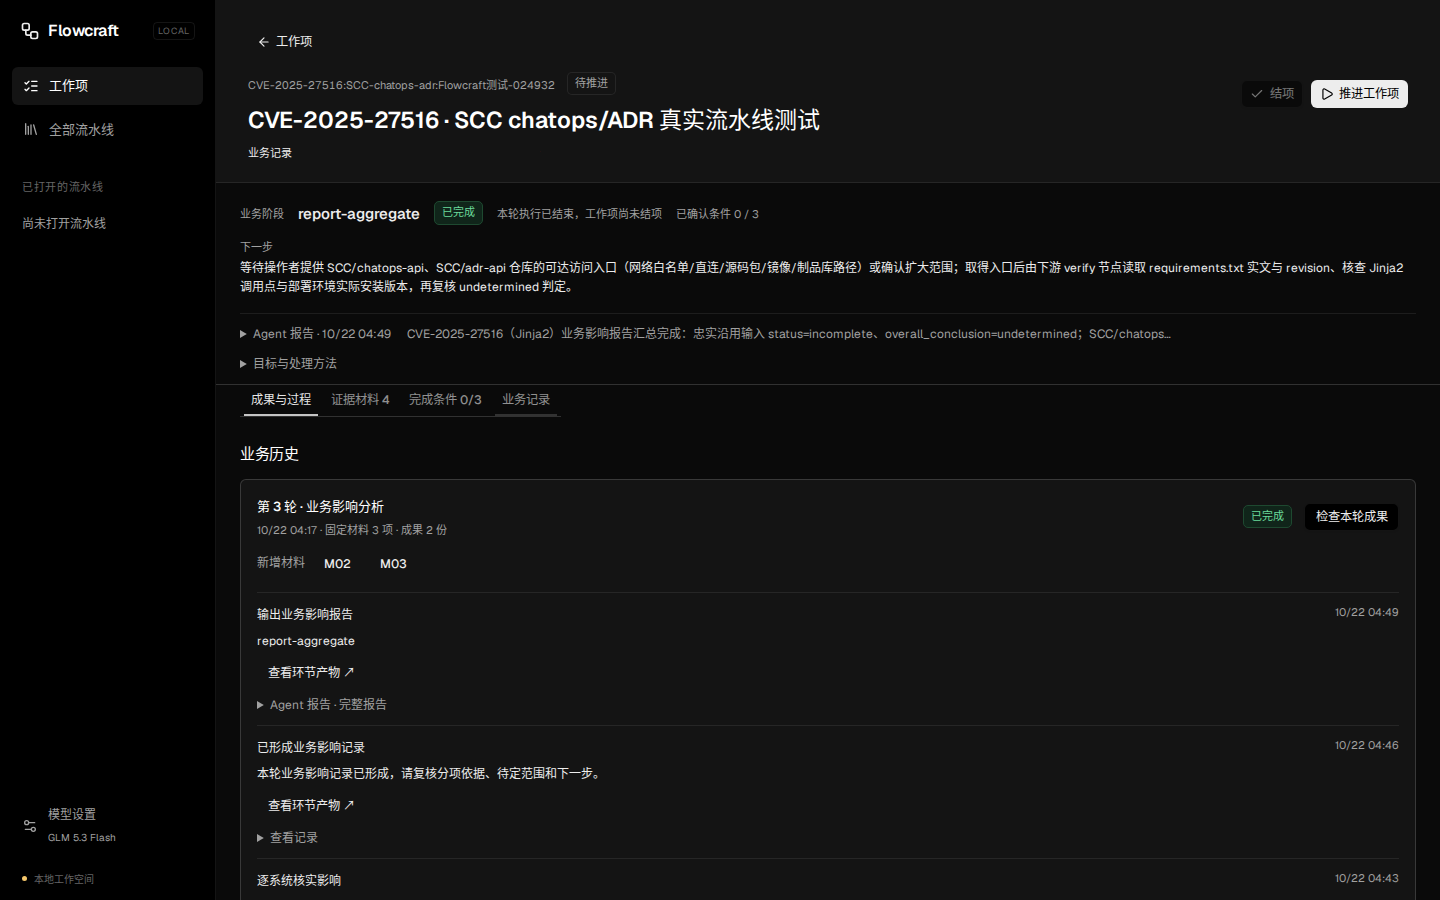 Flowcraft
LOCAL
工作项
全部流水线
已打开的流水线
尚未打开流水线
模型设置
GLM 5.3 Flash
本地工作空间
← 工作项
CVE-2025-27516:SCC-chatops-adr:Flowcraft测试-024932 待推进
结项 推进工作项
CVE-2025-27516 · SCC chatops/ADR 真实流水线测试
业务记录
业务阶段 report-aggregate 已完成 本轮执行已结束，工作项尚未结项 已确认条件 0 / 3
下一步
等待操作者提供 SCC/chatops-api、SCC/adr-api 仓库的可达访问入口（网络白名单/直连/源码包/镜像/制品库路径）或确认扩大范围；取得入口后由下游 verify 节点读取 requirements.txt 实文与 revision、核查 Jinja2
调用点与部署环境实际安装版本，再复核 undetermined 判定。
▶ Agent 报告 · 10/22 04:49 CVE-2025-27516（Jinja2）业务影响报告汇总完成：忠实沿用输入 status=incomplete、overall_conclusion=undetermined；SCC/chatops…
▶ 目标与处理方法
成果与过程 证据材料 4 完成条件 0/3 业务记录
业务历史
第 3 轮 · 业务影响分析
10/22 04:17 · 固定材料 3 项 · 成果 2 份
已完成 检查本轮成果
新增材料 M02 M03
输出业务影响报告 10/22 04:49
report-aggregate
查看环节产物 ↗
▶ Agent 报告 · 完整报告
已形成业务影响记录 10/22 04:46
本轮业务影响记录已形成，请复核分项依据、待定范围和下一步。
查看环节产物 ↗
▶ 查看记录
逐系统核实影响 10/22 04:43